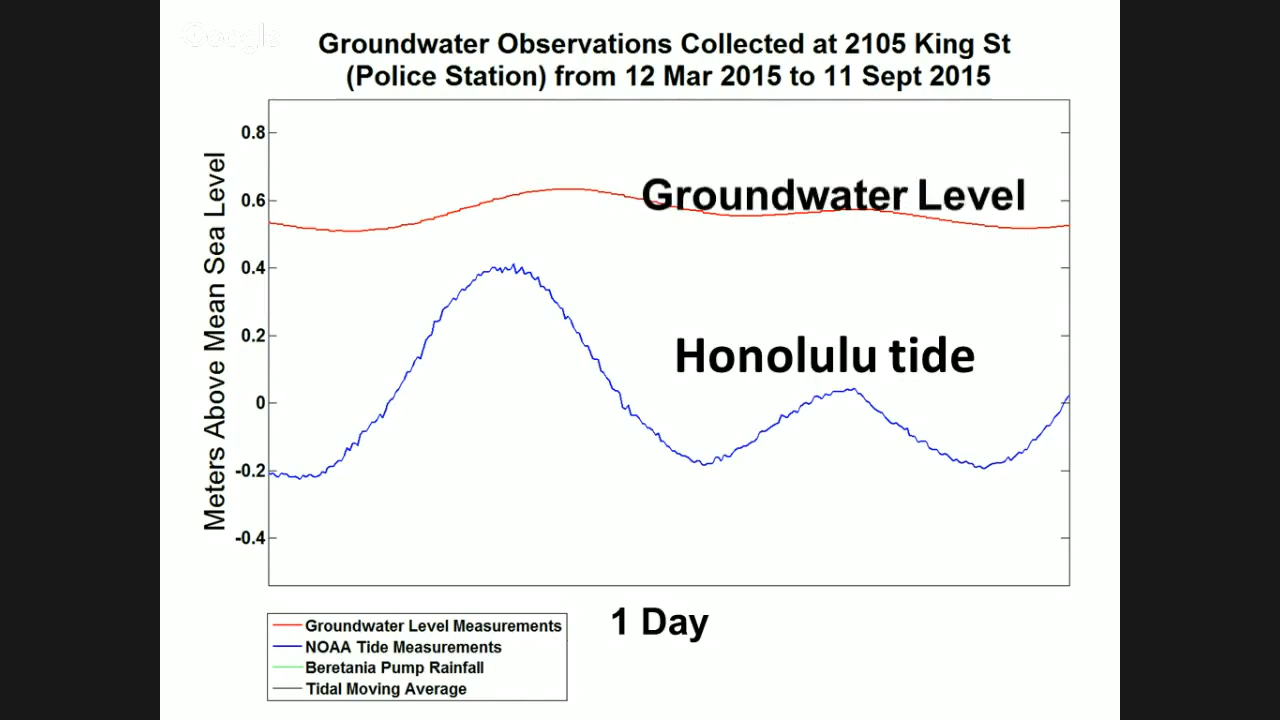 Google
Groundwater Observations Collected at 2105 King St
(Police Station) from 12 Mar 2015 to 11 Sept 2015
Meters Above Mean Sea Level
0.8
0.6
0.4
0.2
0
-0.2
-0.4
Groundwater Level
Honolulu tide
1 Day
Groundwater Level Measurements
NOAA Tide Measurements
Beretania Pump Rainfall
Tidal Moving Average